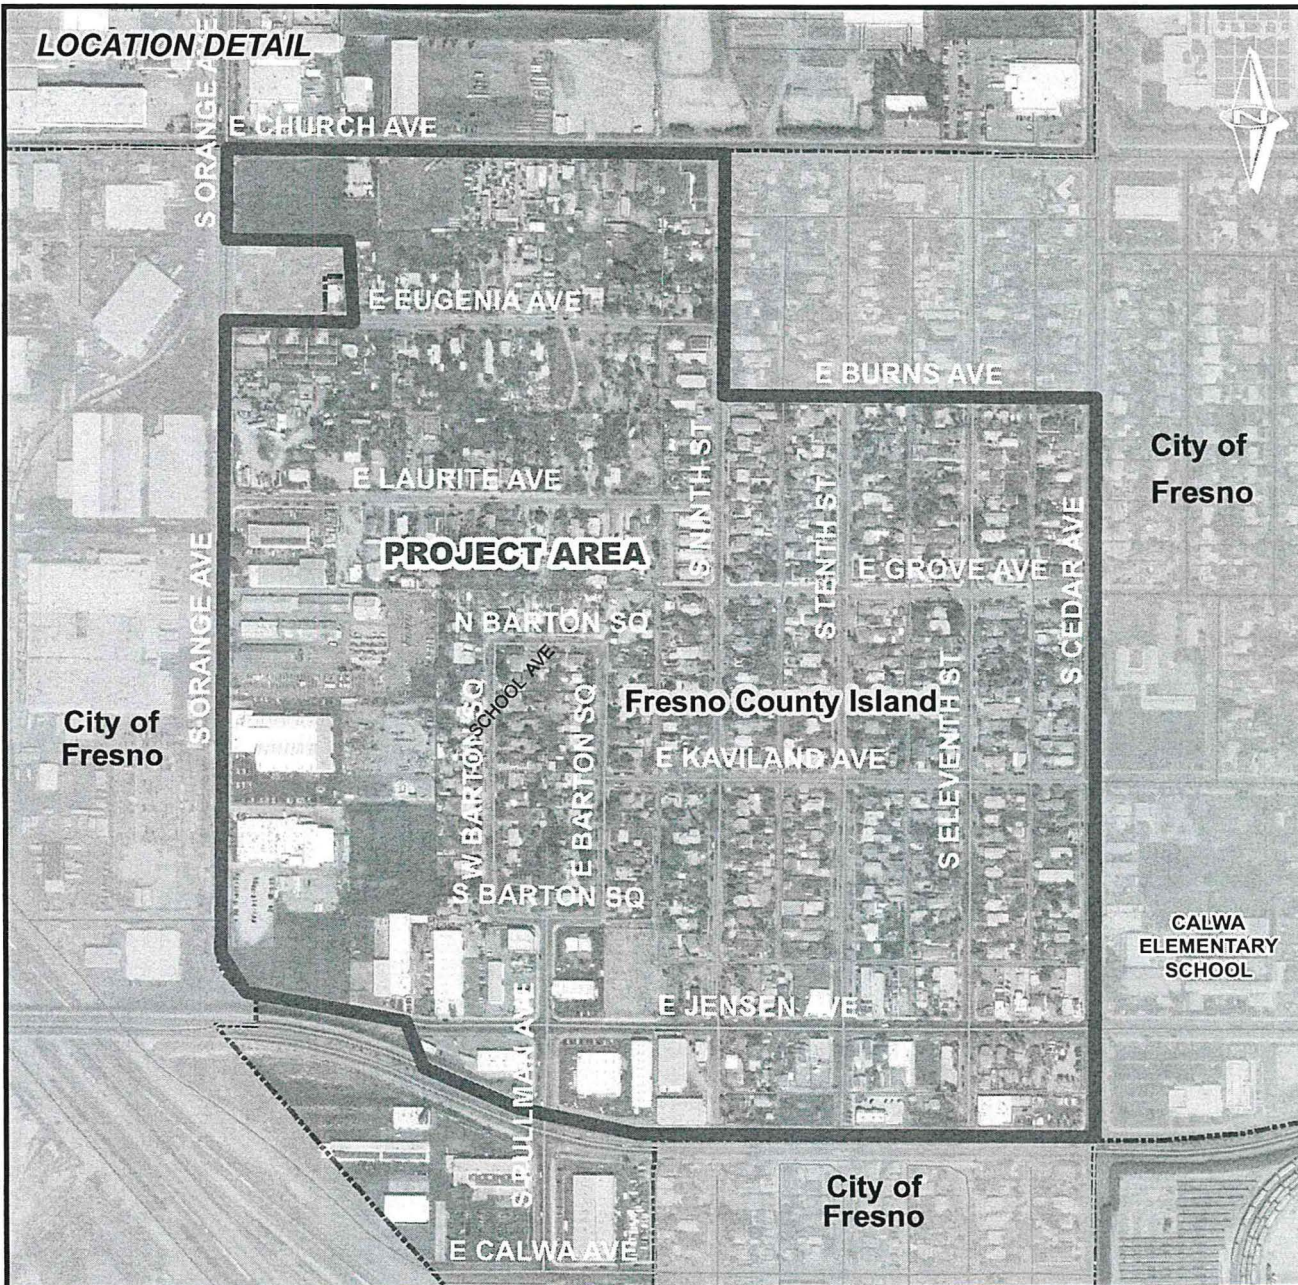 LOCATION DETAIL
S ORANGE AVE
E CHURCH AVE
N
E EUGENIA AVE
E BURNS AVE
City of
Fresno
E LAURITE AVE
S NINTH ST
S TENTH ST
PROJECT AREA
E GROVE AVE
S CEDAR AVE
S ORANGE AVE
N BARTON SQ
SCHOOL AVE
W BARTON SQ
E BARTON SQ
Fresno County Island
S ELEVENTH ST
City of
Fresno
E KAVILAND AVE
S BARTON SQ
CALWA
ELEMENTARY
SCHOOL
E JENSEN AVE
S PULLMAN AVE
City of
Fresno
E CALWA AVE